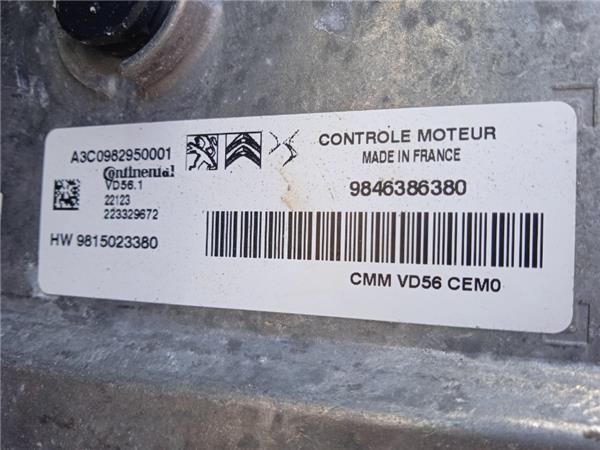 A3C0982950001
Continental
VD56.1
22123
223329672
HW 9815023380
CONTROLE MOTEUR
MADE IN FRANCE
9846386380
CMM VD56 CEM0